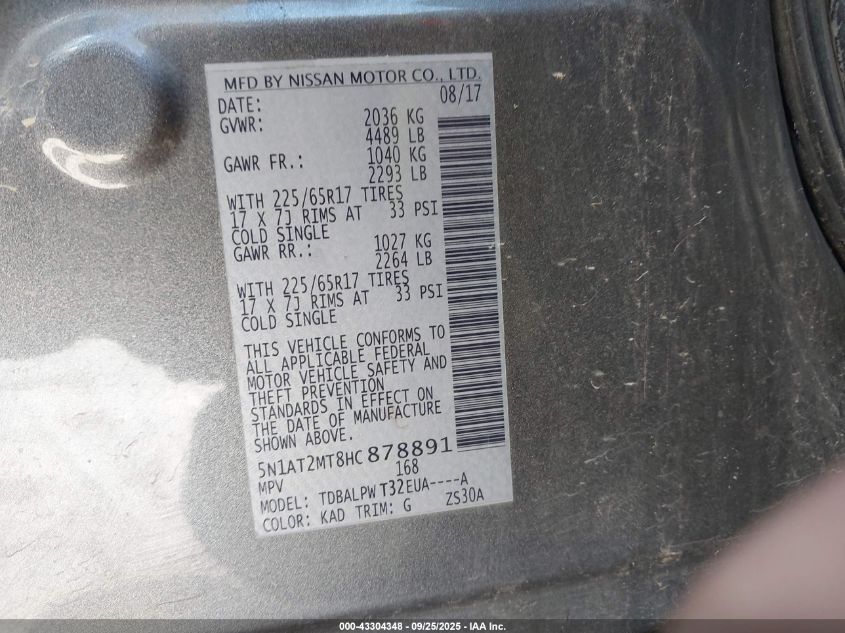 MFD BY NISSAN MOTOR CO., LTD.
DATE: 08/17
GVWR: 2036 KG
4489 LB
GAWR FR.: 1040 KG
2293 LB
WITH 225/65R17 TIRES
17 X 7J RIMS AT 33 PSI
COLD SINGLE
GAWR RR.: 1027 KG
2264 LB
WITH 225/65R17 TIRES
17 X 7J RIMS AT 33 PSI
COLD SINGLE
THIS VEHICLE CONFORMS TO
ALL APPLICABLE FEDERAL
MOTOR VEHICLE SAFETY AND
THEFT PREVENTION
STANDARDS IN EFFECT ON
THE DATE OF MANUFACTURE
SHOWN ABOVE.
5N1AT2MT8HC878891
MPV 168
MODEL: TDBALPWT32EUA----A
COLOR: KAD TRIM: G ZS30A
000-43304348 - 09/25/2025 - IAA Inc.